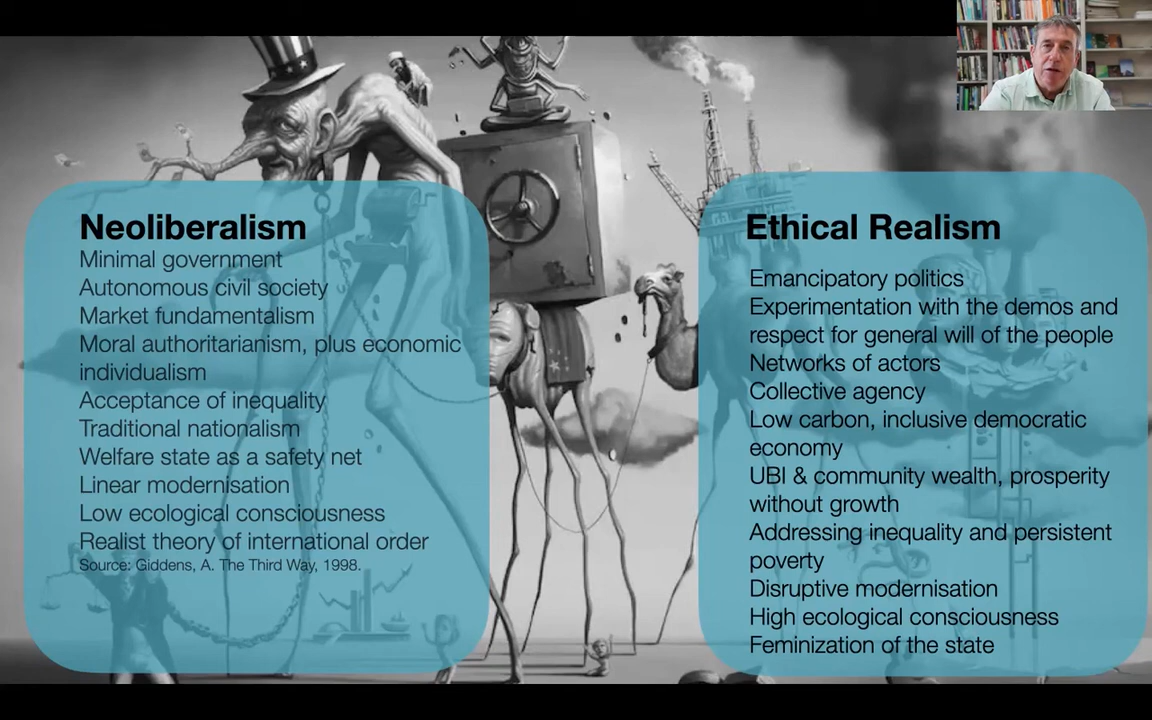 Neoliberalism
Minimal government
Autonomous civil society
Market fundamentalism
Moral authoritarianism, plus economic
individualism
Acceptance of inequality
Traditional nationalism
Welfare state as a safety net
Linear modernisation
Low ecological consciousness
Realist theory of international order
Source: Giddens, A. The Third Way, 1998.
Ethical Realism
Emancipatory politics
Experimentation with the demos and
respect for general will of the people
Networks of actors
Collective agency
Low carbon, inclusive democratic
economy
UBI & community wealth, prosperity
without growth
Addressing inequality and persistent
poverty
Disruptive modernisation
High ecological consciousness
Feminization of the state